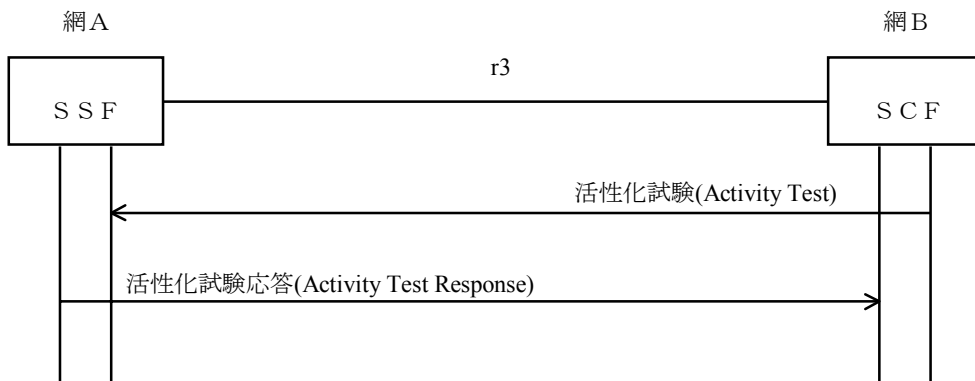 網A
網B
r3
ＳＳＦ
ＳＣＦ
活性化試験(Activity Test)
活性化試験応答(Activity Test Response)